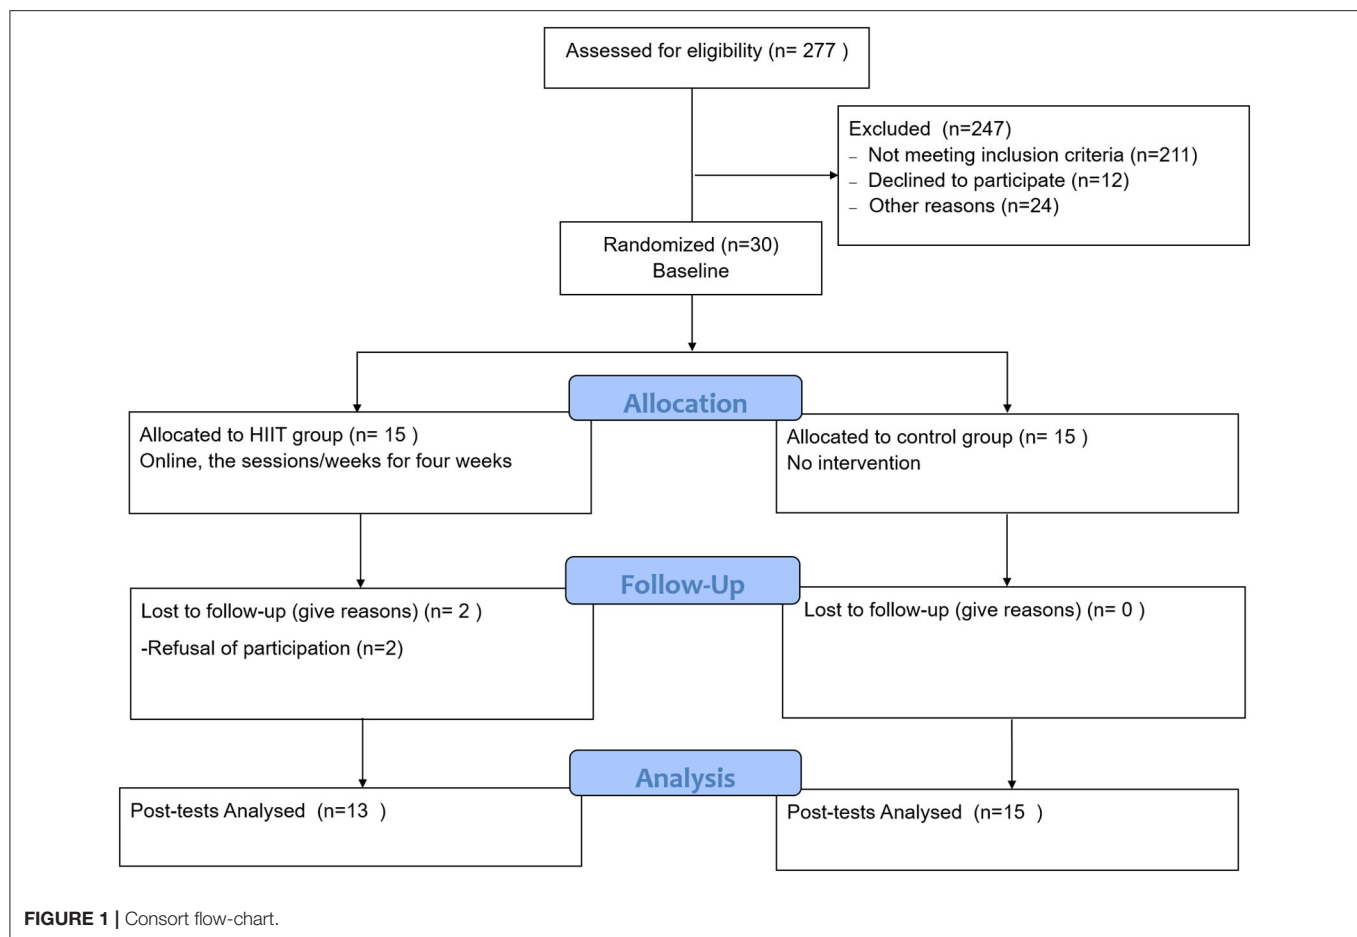 Assessed for eligibility (n= 277 )
Excluded  (n=247)
– Not meeting inclusion criteria (n=211)
– Declined to participate (n=12)
– Other reasons (n=24)
Randomized (n=30)
Baseline
Allocation
Allocated to HIIT group (n= 15 )
Online, the sessions/weeks for four weeks
Allocated to control group (n= 15 )
No intervention
Follow-Up
Lost to follow-up (give reasons) (n= 2 )
-Refusal of participation (n=2)
Lost to follow-up (give reasons) (n= 0 )
Analysis
Post-tests Analysed  (n=13  )
Post-tests Analysed  (n=15  )
FIGURE 1 | Consort flow-chart.